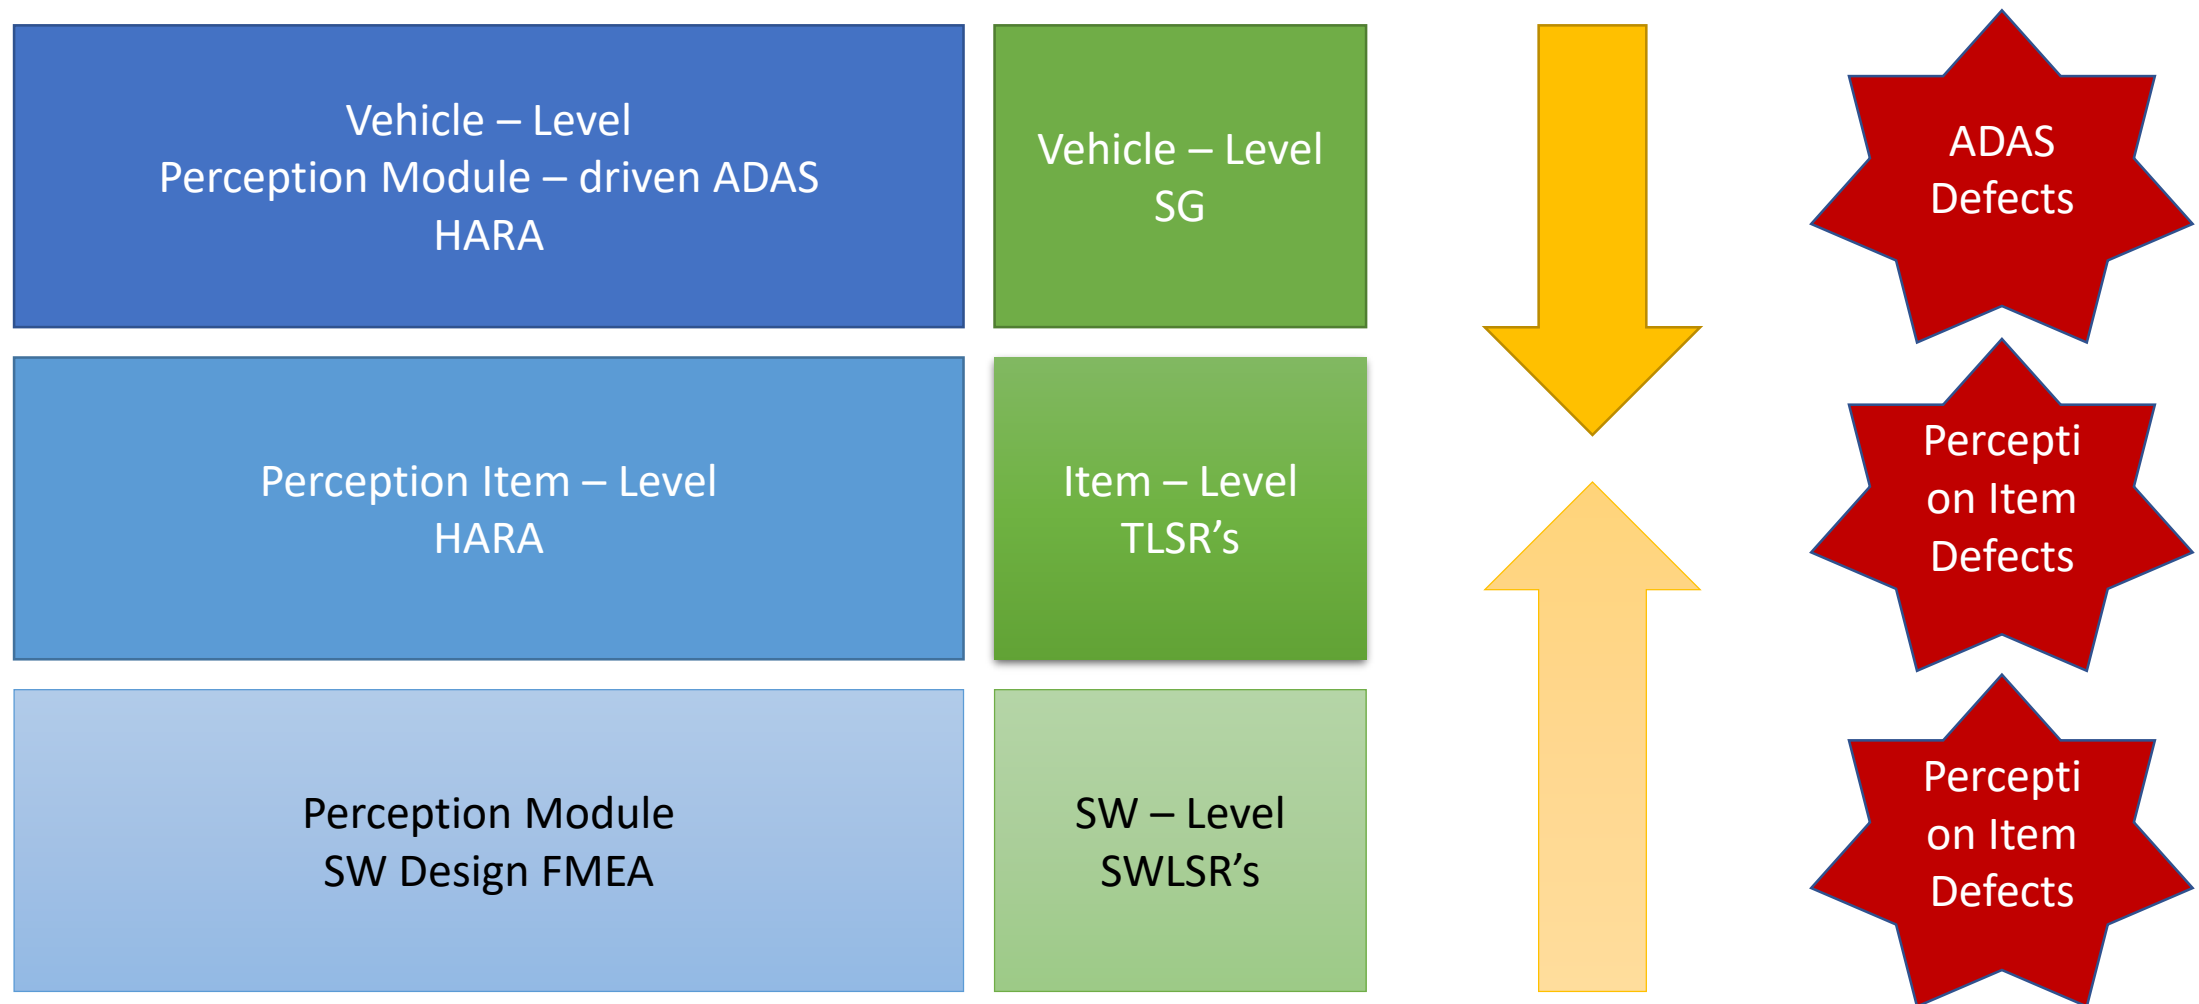 Vehicle – Level
Perception Module – driven ADAS
HARA
Vehicle – Level
SG
ADAS
Defects
Perception Item – Level
HARA
Item – Level
TLSR’s
Percepti
on Item
Defects
Perception Module
SW Design FMEA
SW – Level
SWLSR’s
Percepti
on Item
Defects